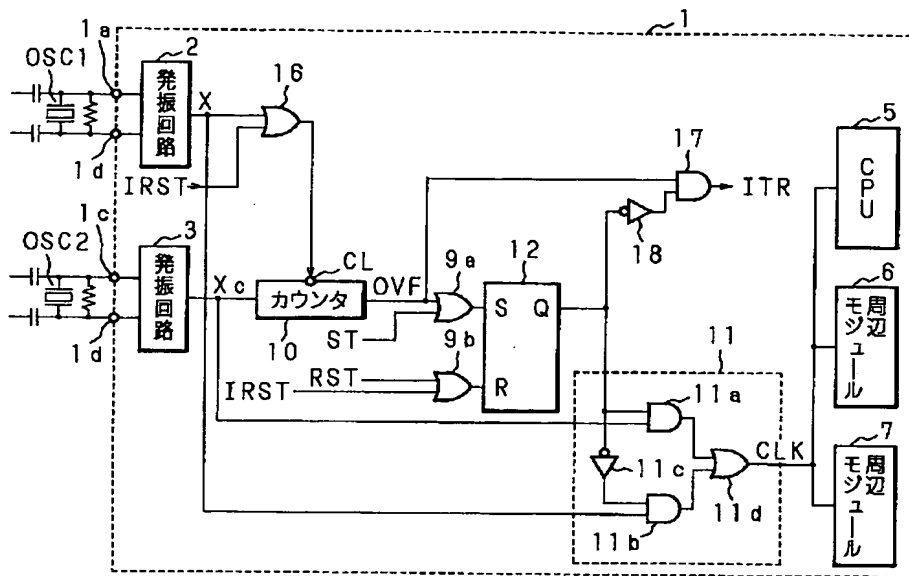 1
1a
OSC1
2
発振回路
X
16
1d
IRST
5
CPU
17
ITR
18
1c
OSC2
3
発振回路
Xc
CL
カウンタ
10
OVF
9a
12
S Q
R
ST
9b
RST
IRST
1d
6
周辺モジュール
11
11a
11c
11b
11d
CLK
7
周辺モジュール